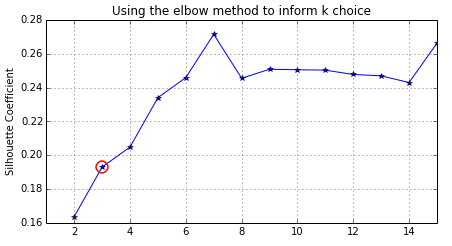 Using the elbow method to inform k choice
Silhouette Coefficient
0.28
0.26
0.24
0.22
0.20
0.18
0.16
2 4 6 8 10 12 14